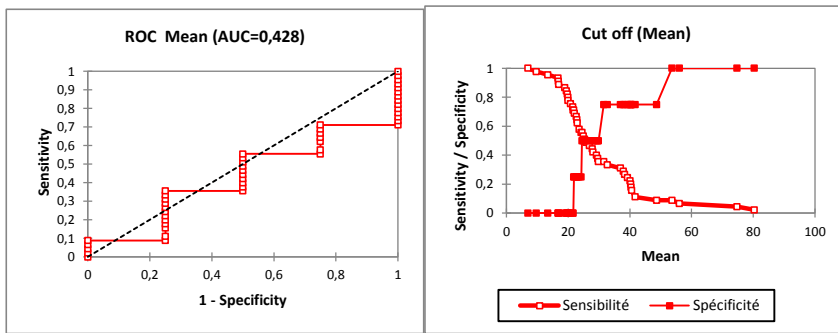 ROC Mean (AUC=0,428)
1
0,9
0,8
0,7
0,6
0,5
0,4
0,3
0,2
0,1
0
Sensitivity
0 0,2 0,4 0,6 0,8 1
1 - Specificity
Cut off (Mean)
1
0,8
0,6
0,4
0,2
0
Sensitivity / Specificity
0 20 40 60 80 100
Mean
Sensibilité Spécificité